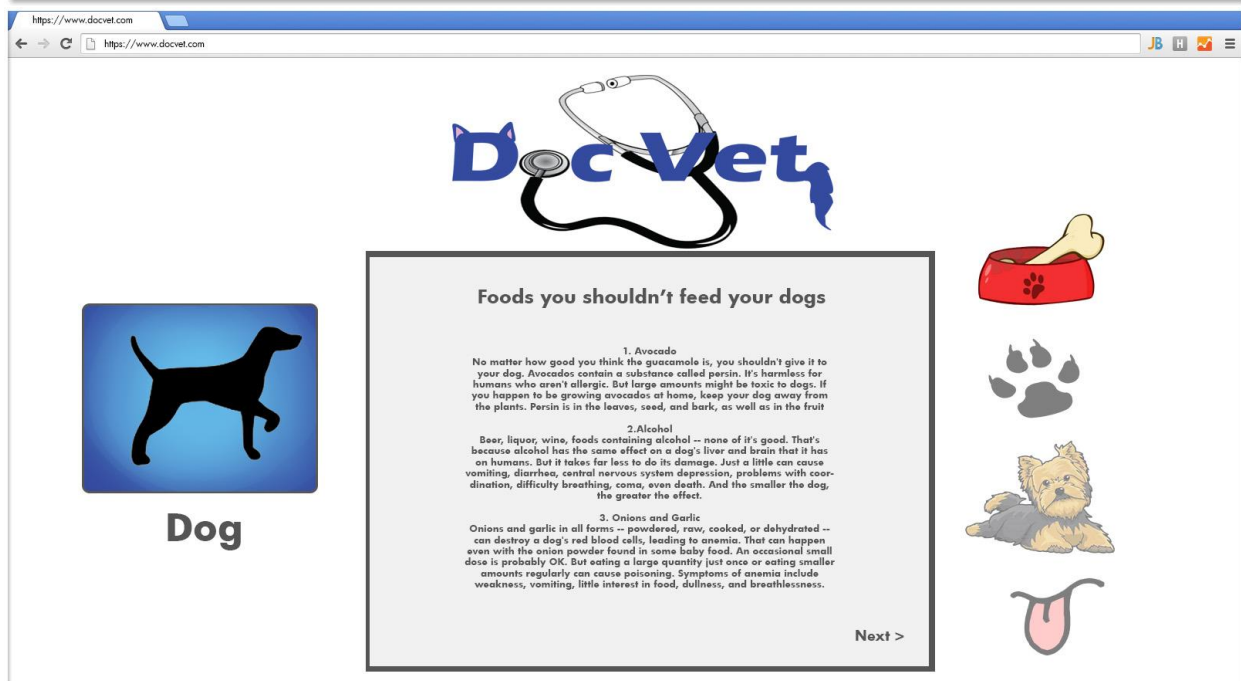 https://www.docvet.com
https://www.docvet.com
JB H
Doc Vet
Foods you shouldn't feed your dogs
1. Avocado
No matter how good you think the guacamole is, you shouldn't give it to
your dog. Avocados contain a substance called persin. It's harmless for
humans who aren't allergic. But large amounts might be toxic to dogs. If
you happen to be growing avocados at home, keep your dog away from
the plants. Persin is in the leaves, seed, and bark, as well as in the fruit
2.Alcohol
Beer, liquor, wine, foods containing alcohol -- none of it's good. That's
because alcohol has the same effect on a dog's liver and brain that it has
on humans. But it takes far less to do its damage. Just a little can cause
vomiting, diarrhea, central nervous system depression, problems with coor-
dination, difficulty breathing, coma, even death. And the smaller the dog,
the greater the effect.
3. Onions and Garlic
Onions and garlic in all forms -- powdered, raw, cooked, or dehydrated --
can destroy a dog's red blood cells, leading to anemia. That can happen
even with the onion powder found in some baby food. An occasional small
dose is probably OK. But eating a large quantity just once or eating smaller
amounts regularly can cause poisoning. Symptoms of anemia include
weakness, vomiting, little interest in food, dullness, and breathlessness.
Next >
Dog